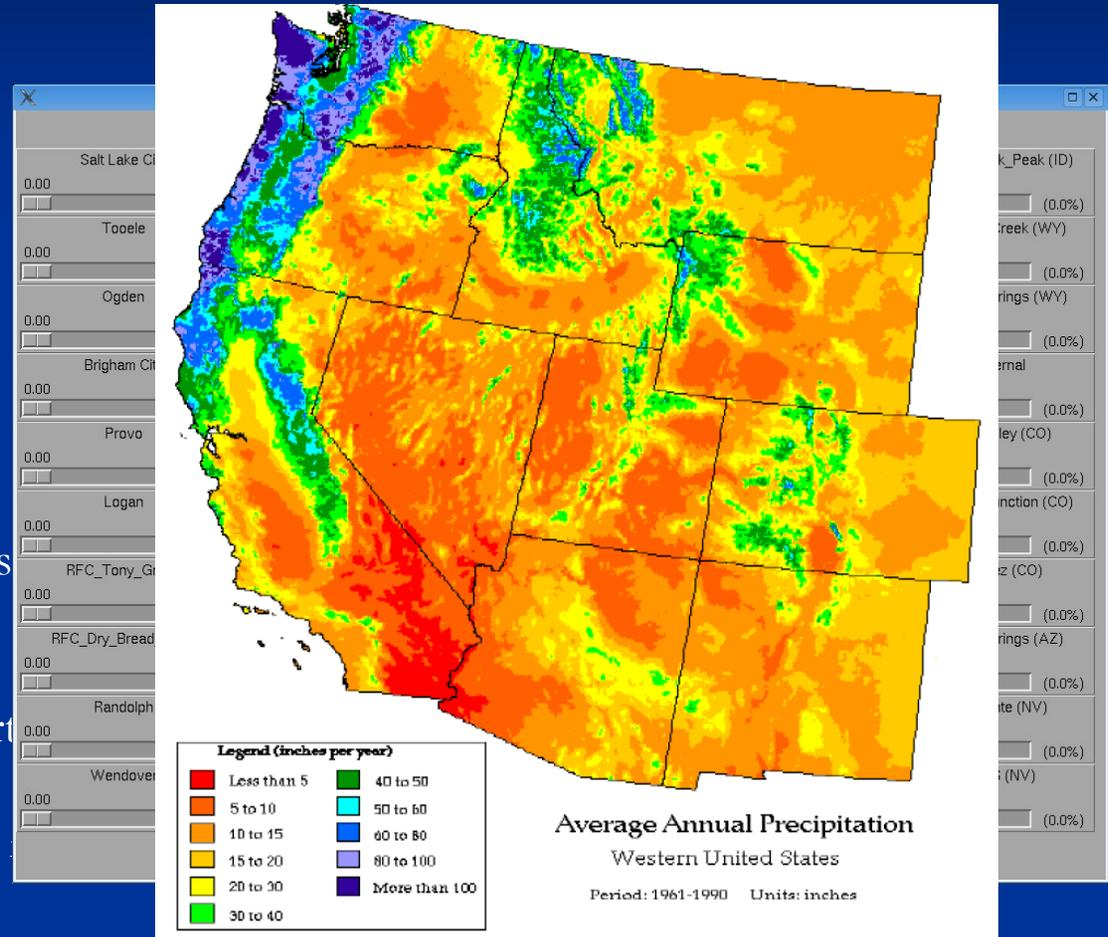 Salt Lake Ci
0.00
Tooele
0.00
Ogden
0.00
Brigham Cit
0.00
Provo
0.00
Logan
0.00
RFC_Tony_Gr
0.00
RFC_Dry_Bread
0.00
Randolph
0.00
Wendover
0.00
k_Peak (ID)
(0.0%)
Creek (WY)
(0.0%)
rings (WY)
(0.0%)
ernal
(0.0%)
ley (CO)
(0.0%)
nction (CO)
(0.0%)
ez (CO)
(0.0%)
rings (AZ)
(0.0%)
nte (NV)
(0.0%)
s (NV)
(0.0%)
Legend (inches per year)
Less than 5
5 to 10
10 to 15
15 to 20
20 to 30
30 to 40
40 to 50
50 to 60
60 to 80
80 to 100
More than 100
Average Annual Precipitation
Western United States
Period: 1961-1990 Units: inches